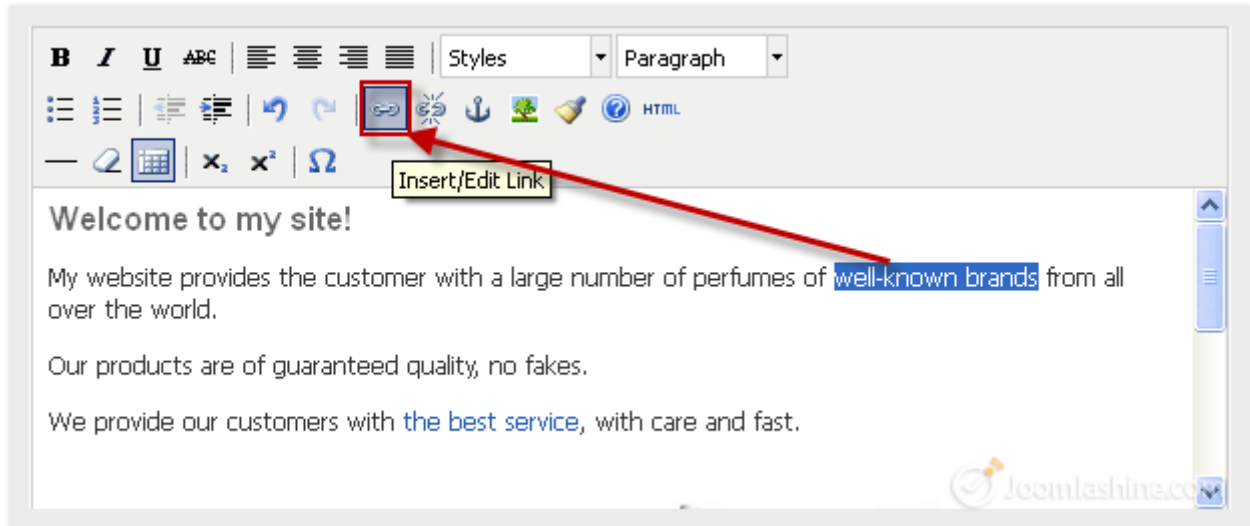 B I U ABC Styles Paragraph
HTML
x₂ x² Ω
Insert/Edit Link
Welcome to my site!
My website provides the customer with a large number of perfumes of well-known brands from all
over the world.
Our products are of guaranteed quality, no fakes.
We provide our customers with the best service, with care and fast.
Joomlashine.com